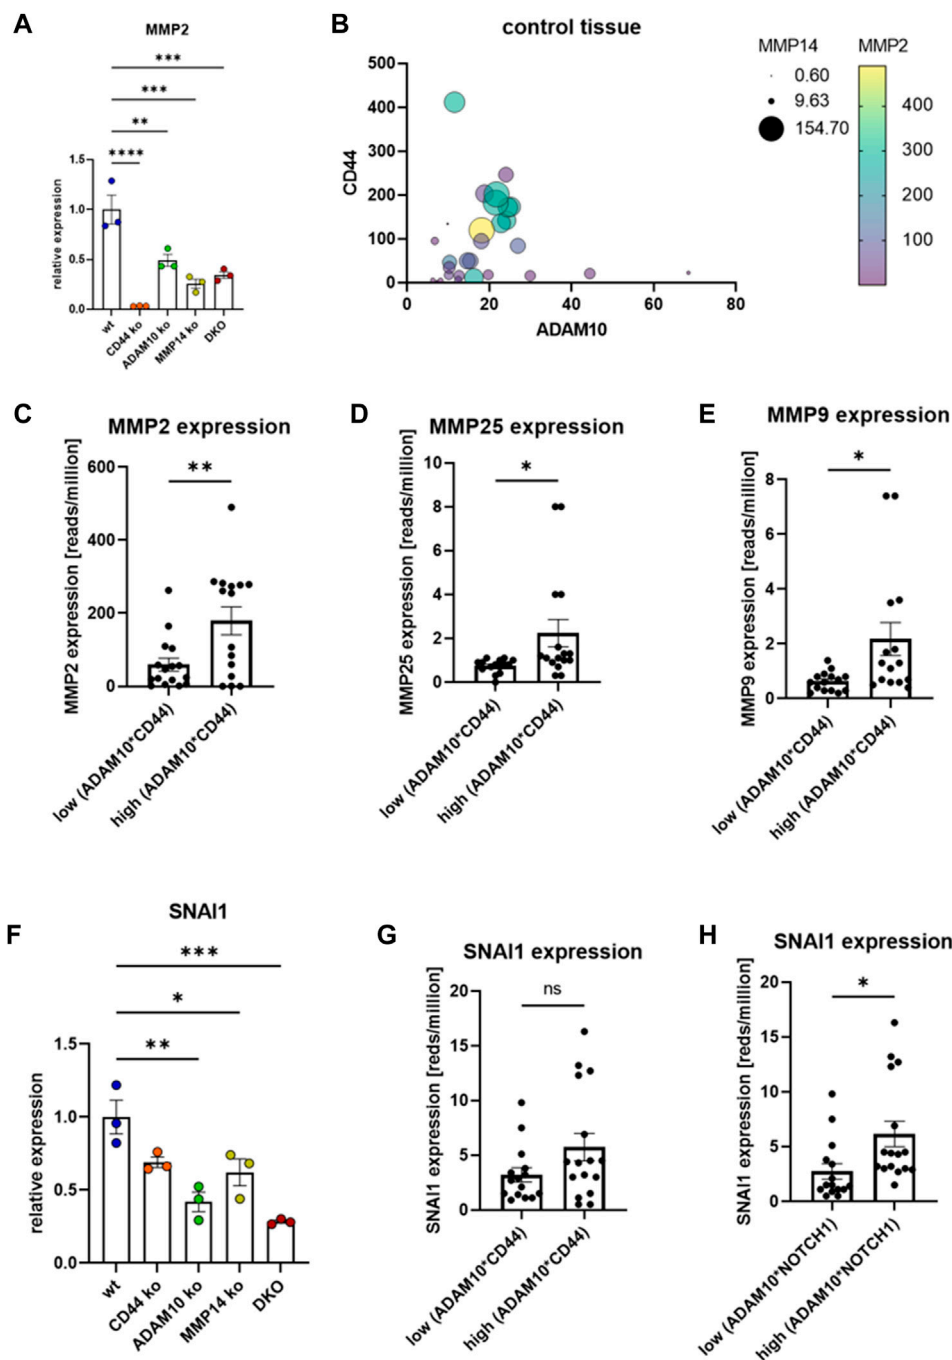 A
MMP2
***
***
**
****
relative expression
1.5
1.0
0.5
0.0
wt
CD44 ko
ADAM10 ko
MMP14 ko
DKO
B
control tissue
CD44
500
400
300
200
100
0
0
20
40
60
80
ADAM10
MMP14
0.60
9.63
154.70
MMP2
400
300
200
100
C
MMP2 expression
**
MMP2 expression [reads/million]
600
400
200
0
low (ADAM10*CD44)
high (ADAM10*CD44)
D
MMP25 expression
*
MMP25 expression [reads/million]
10
8
6
4
2
0
low (ADAM10*CD44)
high (ADAM10*CD44)
E
MMP9 expression
*
MMP9 expression [reads/million]
8
6
4
2
0
low (ADAM10*CD44)
high (ADAM10*CD44)
F
SNAI1
***
*
**
relative expression
1.5
1.0
0.5
0.0
wt
CD44 ko
ADAM10 ko
MMP14 ko
DKO
G
SNAI1 expression
ns
SNAI1 expression [reds/million]
20
15
10
5
0
low (ADAM10*CD44)
high (ADAM10*CD44)
H
SNAI1 expression
*
SNAI1 expression [reds/million]
20
15
10
5
0
low (ADAM10*NOTCH1)
high (ADAM10*NOTCH1)